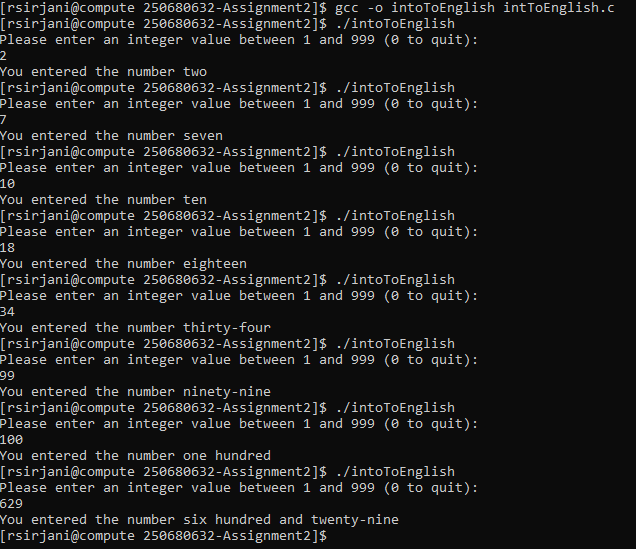 [rsirjani@compute 250680632-Assignment2]$ gcc -o intoToEnglish intToEnglish.c
[rsirjani@compute 250680632-Assignment2]$ ./intoToEnglish
Please enter an integer value between 1 and 999 (0 to quit):
2
You entered the number two
[rsirjani@compute 250680632-Assignment2]$ ./intoToEnglish
Please enter an integer value between 1 and 999 (0 to quit):
7
You entered the number seven
[rsirjani@compute 250680632-Assignment2]$ ./intoToEnglish
Please enter an integer value between 1 and 999 (0 to quit):
10
You entered the number ten
[rsirjani@compute 250680632-Assignment2]$ ./intoToEnglish
Please enter an integer value between 1 and 999 (0 to quit):
18
You entered the number eighteen
[rsirjani@compute 250680632-Assignment2]$ ./intoToEnglish
Please enter an integer value between 1 and 999 (0 to quit):
34
You entered the number thirty-four
[rsirjani@compute 250680632-Assignment2]$ ./intoToEnglish
Please enter an integer value between 1 and 999 (0 to quit):
99
You entered the number ninety-nine
[rsirjani@compute 250680632-Assignment2]$ ./intoToEnglish
Please enter an integer value between 1 and 999 (0 to quit):
100
You entered the number one hundred
[rsirjani@compute 250680632-Assignment2]$ ./intoToEnglish
Please enter an integer value between 1 and 999 (0 to quit):
629
You entered the number six hundred and twenty-nine
[rsirjani@compute 250680632-Assignment2]$